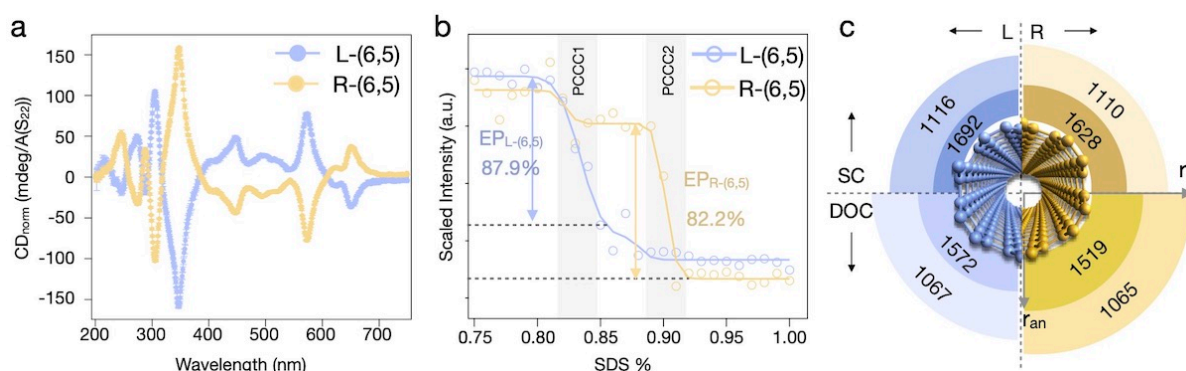 a
L-(6,5)
R-(6,5)
150
100
50
0
-50
-100
-150
CDnorm (mdeg/A(S22))
200 300 400 500 600 700
Wavelength (nm)
b
PCCC1
PCCC2
L-(6,5)
R-(6,5)
EPL-(6,5)
87.9%
EPR-(6,5)
82.2%
Scaled Intensity (a.u.)
0.75 0.80 0.85 0.90 0.95 1.00
SDS %
c
L R
1116
1110
1692
1628
SC
DOC
1572
1519
1067
1065
r
ran